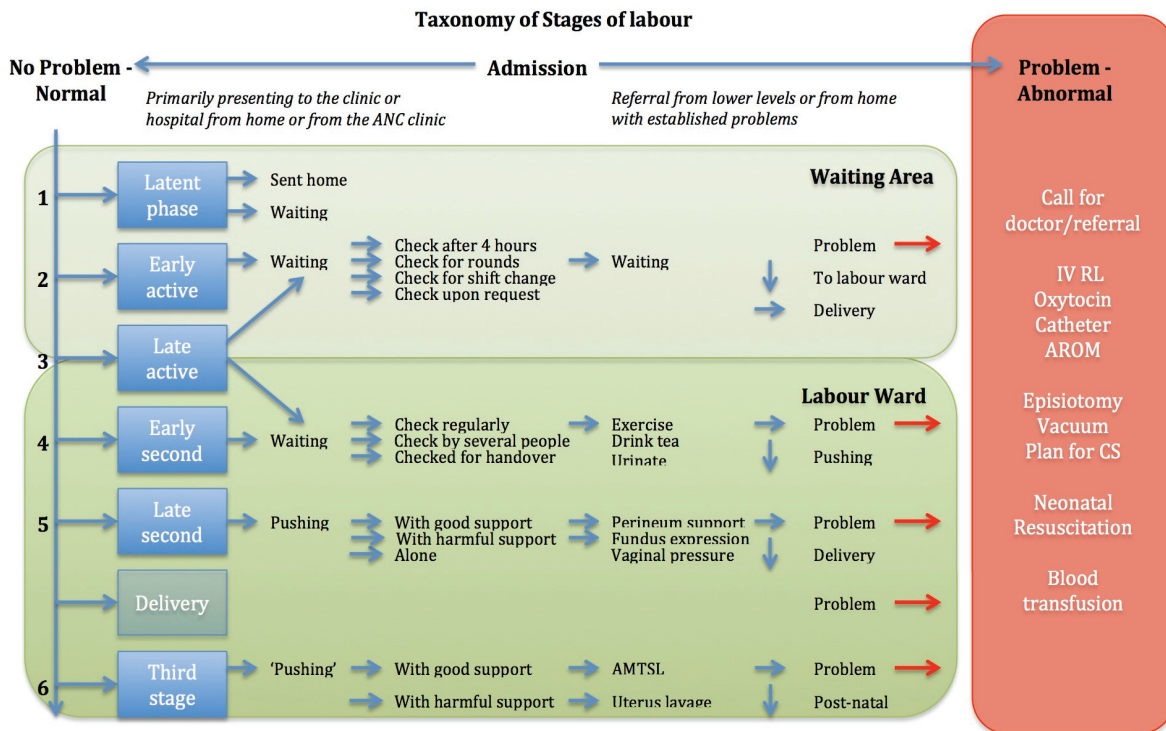 Taxonomy of Stages of labour
No Problem -
Normal
Admission
Problem -
Abnormal
Primarily presenting to the clinic or
hospital from home or from the ANC clinic
Referral from lower levels or from home
with established problems
Waiting Area
1
Latent
phase
Sent home
Waiting
2
Early
active
Waiting
Check after 4 hours
Check for rounds
Check for shift change
Check upon request
Waiting
Problem
To labour ward
Delivery
3
Late
active
Labour Ward
4
Early
second
Waiting
Check regularly
Check by several people
Checked for handover
Exercise
Drink tea
Urinate
Problem
Pushing
5
Late
second
Pushing
With good support
With harmful support
Alone
Perineum support
Fundus expression
Vaginal pressure
Problem
Delivery
Delivery
Problem
6
Third
stage
'Pushing'
With good support
With harmful support
AMTSL
Uterus lavage
Problem
Post-natal
Call for
doctor/referral
IV RL
Oxytocin
Catheter
AROM
Episiotomy
Vacuum
Plan for CS
Neonatal
Resuscitation
Blood
transfusion